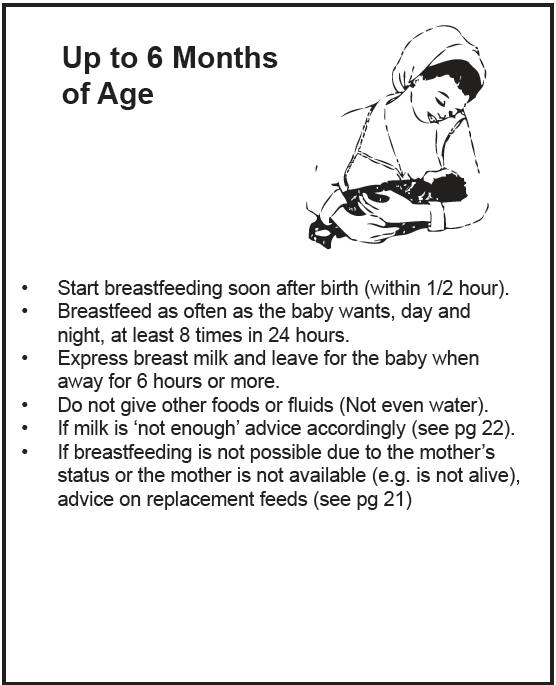 Up to 6 Months
of Age
• Start breastfeeding soon after birth (within 1/2 hour).
• Breastfeed as often as the baby wants, day and
night, at least 8 times in 24 hours.
• Express breast milk and leave for the baby when
away for 6 hours or more.
• Do not give other foods or fluids (Not even water).
• If milk is ‘not enough’ advice accordingly (see pg 22).
• If breastfeeding is not possible due to the mother’s
status or the mother is not available (e.g. is not alive),
advice on replacement feeds (see pg 21)